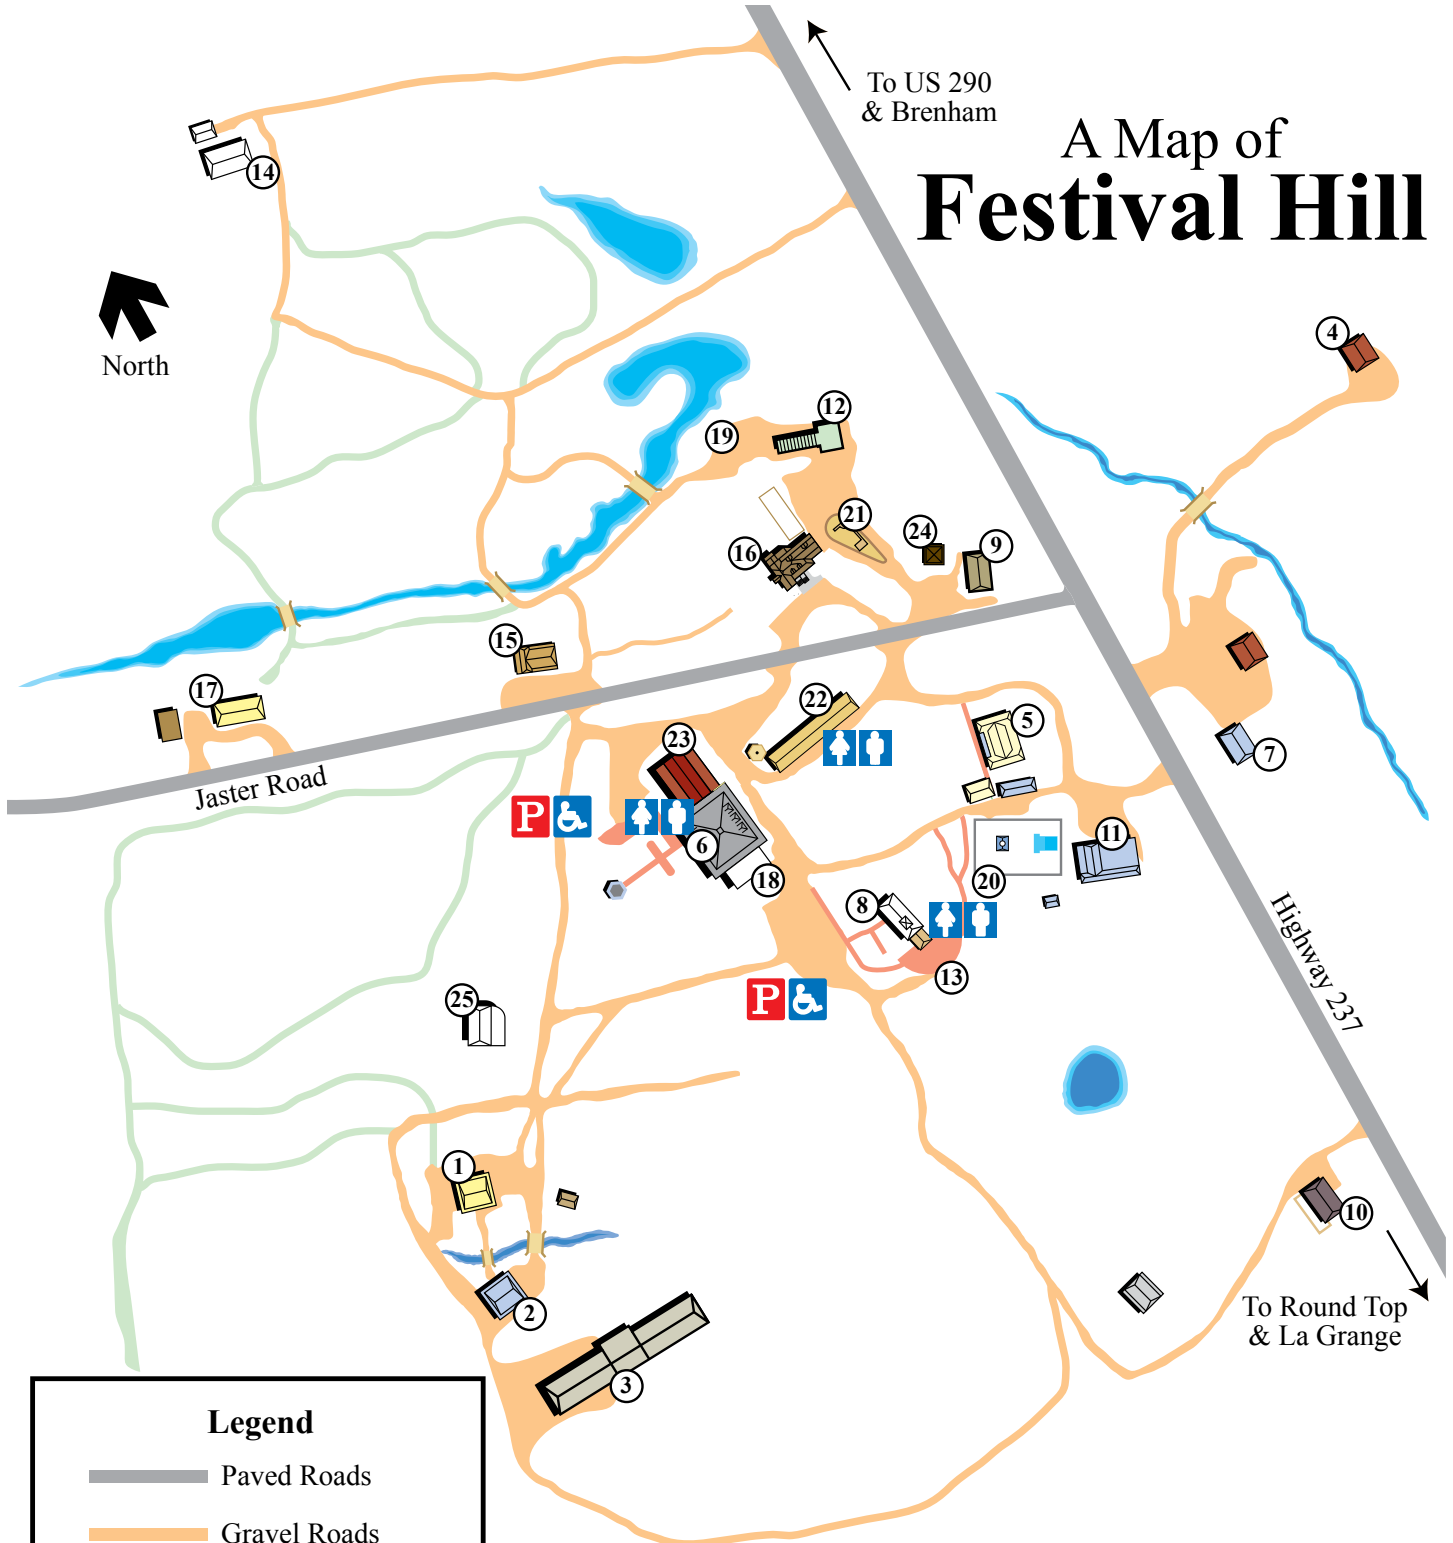 To US 290
& Brenham
A Map of
Festival Hill
14
4
North
12
19
21
24
9
16
15
17
22
5
23
7
Jaster Road
P
6
11
18
20
8
13
Highway 237
P
25
1
10
2
To Round Top
& La Grange
3
Legend
Paved Roads
Gravel Roads